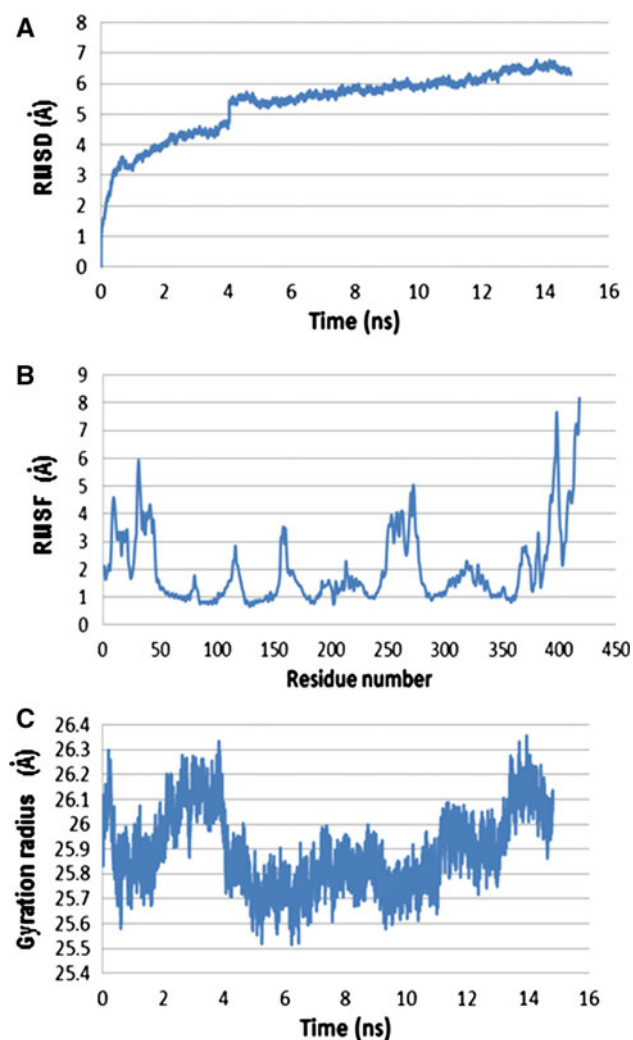 A
RMSD (Å)
8
7
6
5
4
3
2
1
0
0 2 4 6 8 10 12 14 16
Time (ns)
B
RMSF (Å)
9
8
7
6
5
4
3
2
1
0
0 50 100 150 200 250 300 350 400 450
Residue number
C
Gyration radius (Å)
26.4
26.3
26.2
26.1
26
25.9
25.8
25.7
25.6
25.5
25.4
0 2 4 6 8 10 12 14 16
Time (ns)